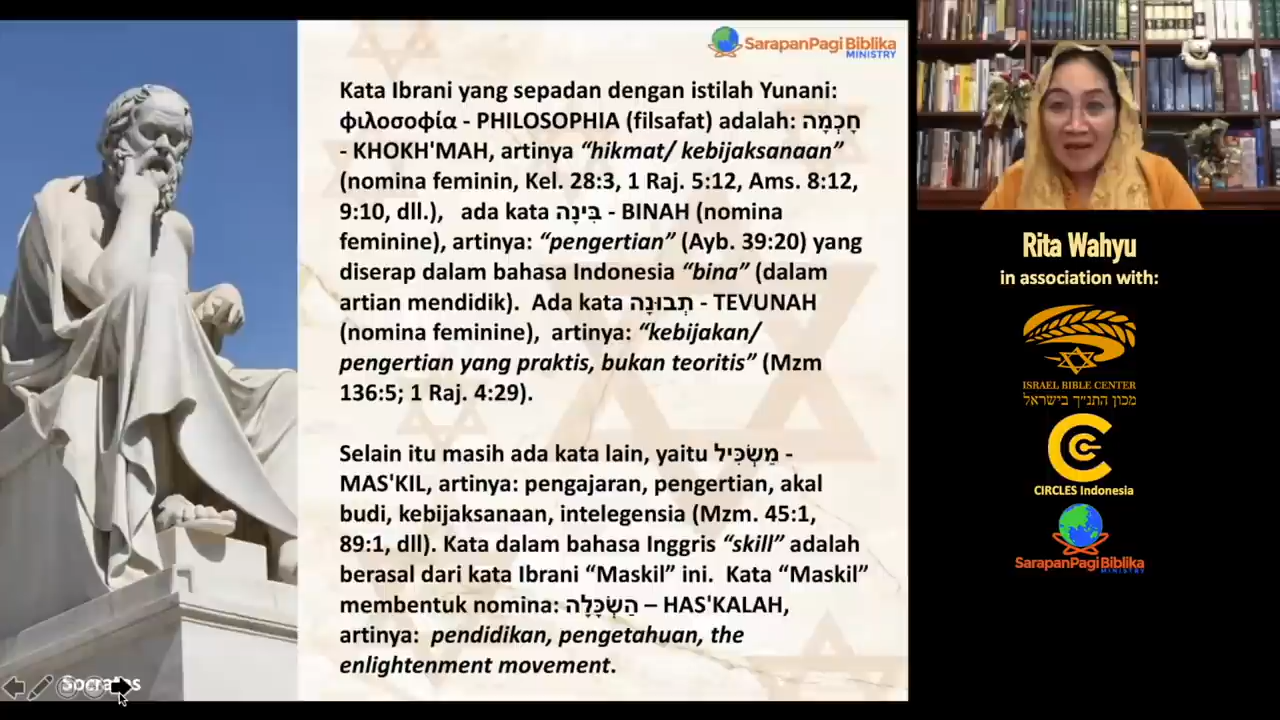 SarapanPagi Biblika
MINISTRY
Kata Ibrani yang sepadan dengan istilah Yunani:
φιλοσοφία - PHILOSOPHIA (filsafat) adalah: חָכְמָה
- KHOKH'MAH, artinya “hikmat/ kebijaksanaan”
(nomina feminin, Kel. 28:3, 1 Raj. 5:12, Ams. 8:12,
9:10, dll.), ada kata בִּינָה - BINAH (nomina
feminine), artinya: “pengertian” (Ayb. 39:20) yang
diserap dalam bahasa Indonesia “bina” (dalam
artian mendidik). Ada kata תְבוּנָּה - TEVUNAH
(nomina feminine), artinya: “kebijakan/
pengertian yang praktis, bukan teoritis” (Mzm
136:5; 1 Raj. 4:29).
Selain itu masih ada kata lain, yaitu מַשְׂכִּיל -
MAS'KIL, artinya: pengajaran, pengertian, akal
budi, kebijaksanaan, intelegensia (Mzm. 45:1,
89:1, dll). Kata dalam bahasa Inggris “skill” adalah
berasal dari kata Ibrani “Maskil” ini. Kata “Maskil”
membentuk nomina: הַשְׂכָּלָה – HAS'KALAH,
artinya: pendidikan, pengetahuan, the
enlightenment movement.
Socrates
Rita Wahyu
in association with:
ISRAEL BIBLE CENTER
מכון התנ״ך בישראל
CIRCLES Indonesia
SarapanPagi Biblika
MINISTRY